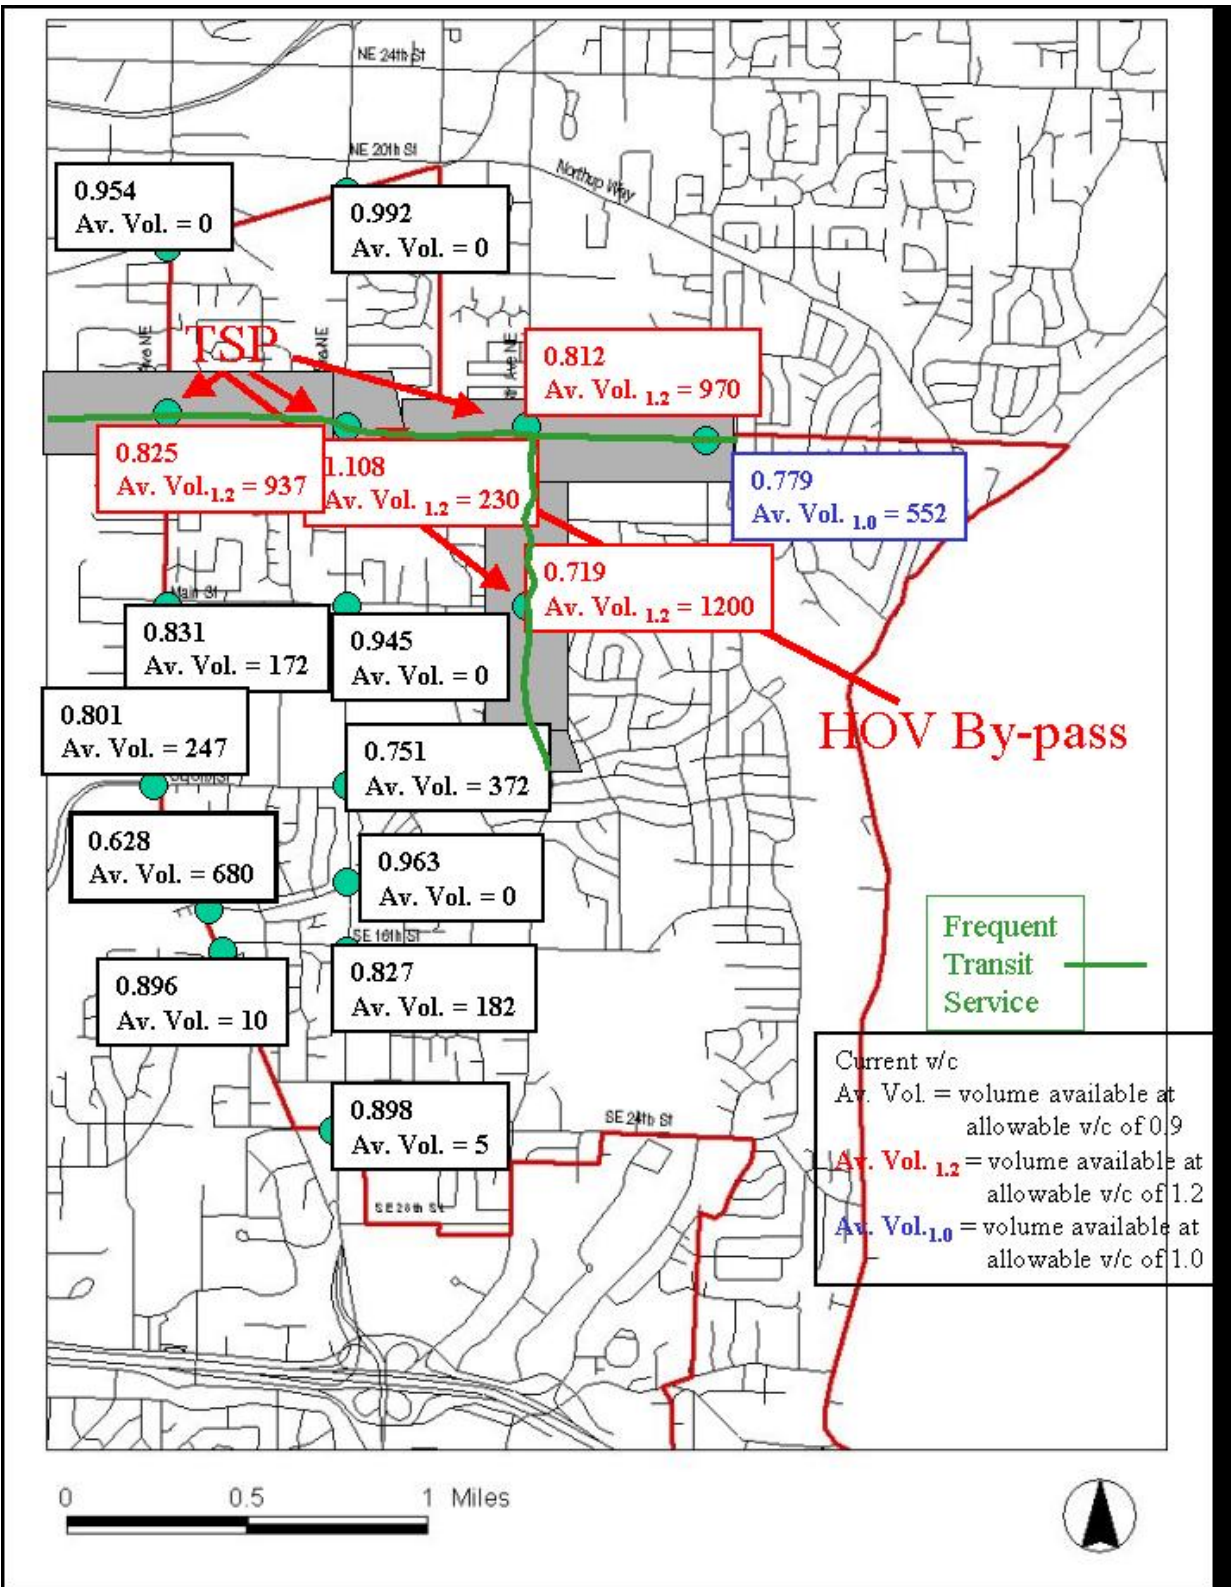 NE 24th St
NE 20th St
Northup Way
0.954
Av. Vol. = 0
0.992
Av. Vol. = 0
Ave NE
TSP
0.812
Av. Vol. 1.2 = 970
0.825
Av. Vol.1.2 = 937
1.108
Av. Vol. 1.2 = 230
0.779
Av. Vol. 1.0 = 552
0.719
Av. Vol. 1.2 = 1200
Main St
0.831
Av. Vol. = 172
0.945
Av. Vol. = 0
HOV By-pass
0.801
Av. Vol. = 247
0.751
Av. Vol. = 372
0.628
Av. Vol. = 680
0.963
Av. Vol. = 0
SE 16th St
0.896
Av. Vol. = 10
0.827
Av. Vol. = 182
Frequent
Transit
Service
0.898
Av. Vol. = 5
SE 24th St
SE 26th St
Current v/c
Av. Vol. = volume available at
allowable v/c of 0.9
Av. Vol. 1.2 = volume available at
allowable v/c of 1.2
Av. Vol.1.0 = volume available at
allowable v/c of 1.0
0 0.5 1 Miles